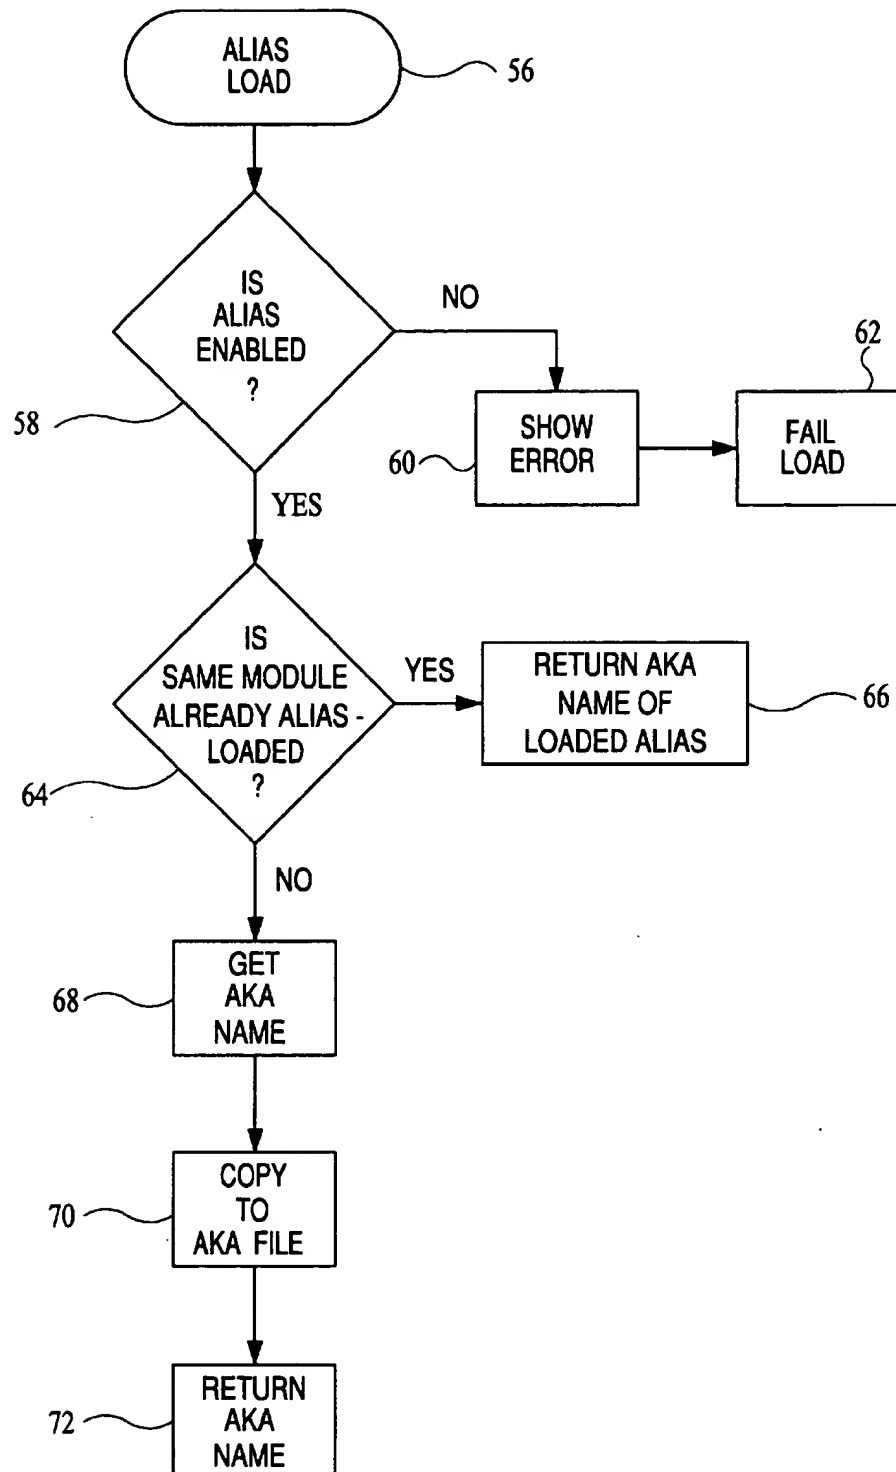 ALIAS
LOAD
56
IS
ALIAS
ENABLED
?
58
NO
SHOW
ERROR
60
62
FAIL
LOAD
YES
IS
SAME MODULE
ALREADY ALIAS -
LOADED
?
64
YES
RETURN AKA
NAME OF
LOADED ALIAS
66
NO
GET
AKA
NAME
68
COPY
TO
AKA FILE
70
RETURN
AKA
NAME
72